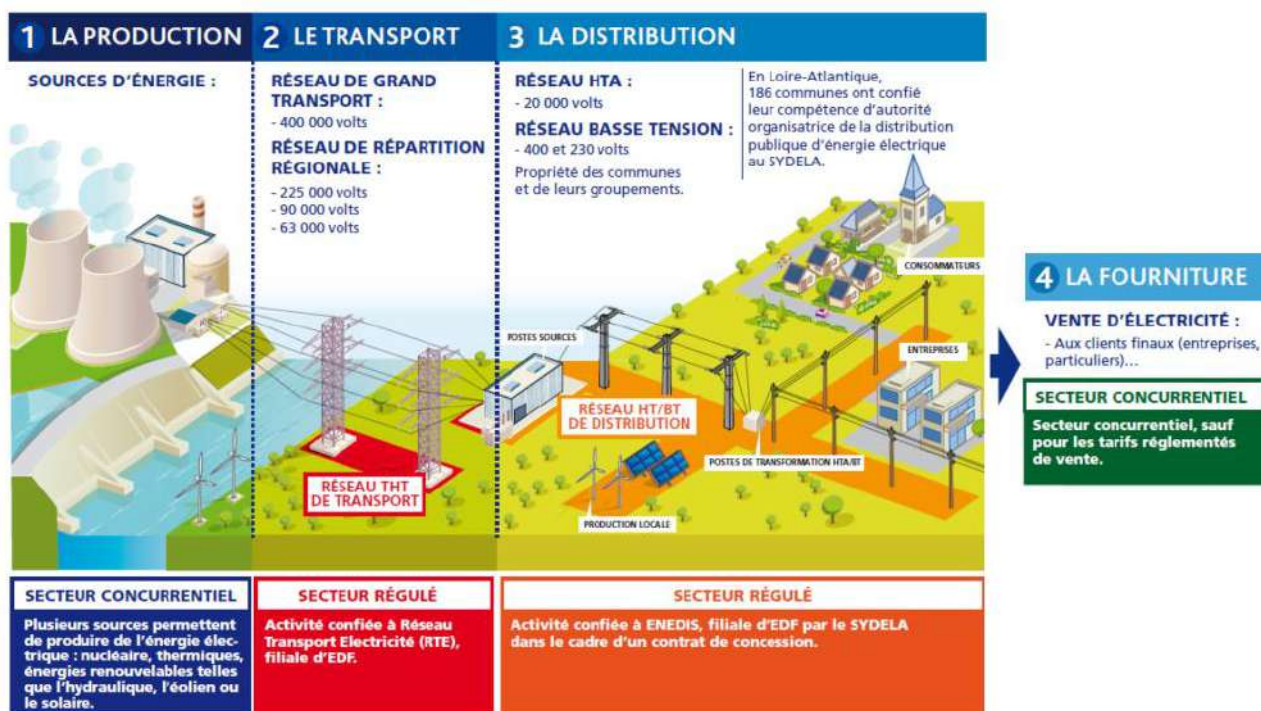 1 LA PRODUCTION
SOURCES D'ÉNERGIE :
2 LE TRANSPORT
RÉSEAU DE GRAND
TRANSPORT :
- 400 000 volts
RÉSEAU DE RÉPARTITION
RÉGIONALE :
- 225 000 volts
- 90 000 volts
- 63 000 volts
3 LA DISTRIBUTION
RÉSEAU HTA :
- 20 000 volts
RÉSEAU BASSE TENSION :
- 400 et 230 volts
Propriété des communes
et de leurs groupements.
En Loire-Atlantique,
186 communes ont confié
leur compétence d'autorité
organisatrice de la distribution
publique d'énergie électrique
au SYDELA.
CONSOMMATEURS
POSTES SOURCES
ENTREPRISES
RÉSEAU HT/BT
DE DISTRIBUTION
POSTES DE TRANSFORMATION HTA/BT
RÉSEAU THT
DE TRANSPORT
PRODUCTION LOCALE
4 LA FOURNITURE
VENTE D'ÉLECTRICITÉ :
- Aux clients finaux (entreprises,
particuliers)...
SECTEUR CONCURRENTIEL
Secteur concurrentiel, sauf
pour les tarifs réglementés
de vente.
SECTEUR CONCURRENTIEL
Plusieurs sources permettent
de produire de l'énergie élec-
trique : nucléaire, thermiques,
énergies renouvelables telles
que l'hydraulique, l'éolien ou
le solaire.
SECTEUR RÉGULÉ
Activité confiée à Réseau
Transport Electricité (RTE),
filiale d'EDF.
SECTEUR RÉGULÉ
Activité confiée à ENEDIS, filiale d'EDF par le SYDELA
dans le cadre d'un contrat de concession.